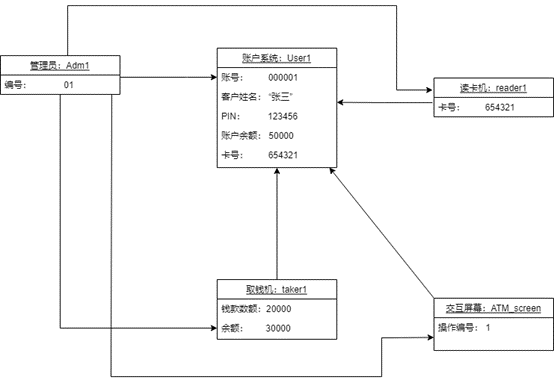 管理员：Adm1
编号： 01
账户系统：User1
账号： 000001
客户姓名：“张三”
PIN： 123456
账户余额：50000
卡号： 654321
读卡机：reader1
卡号： 654321
取钱机：taker1
钱款数额：20000
余额： 30000
交互屏幕：ATM_screen
操作编号： 1